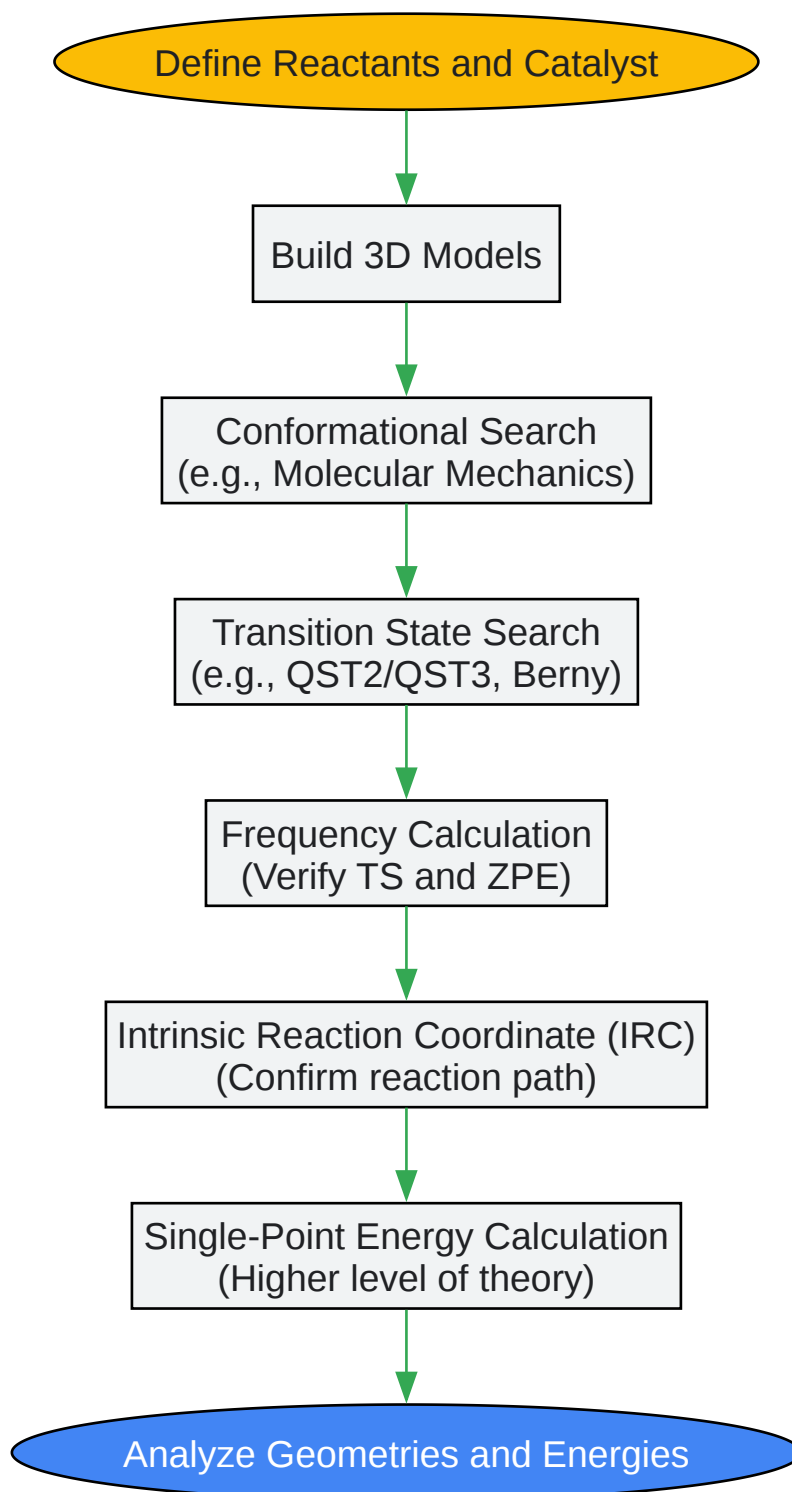 Define Reactants and Catalyst
Build 3D Models
Conformational Search
(e.g., Molecular Mechanics)
Transition State Search
(e.g., QST2/QST3, Berny)
Frequency Calculation
(Verify TS and ZPE)
Intrinsic Reaction Coordinate (IRC)
(Confirm reaction path)
Single-Point Energy Calculation
(Higher level of theory)
Analyze Geometries and Energies